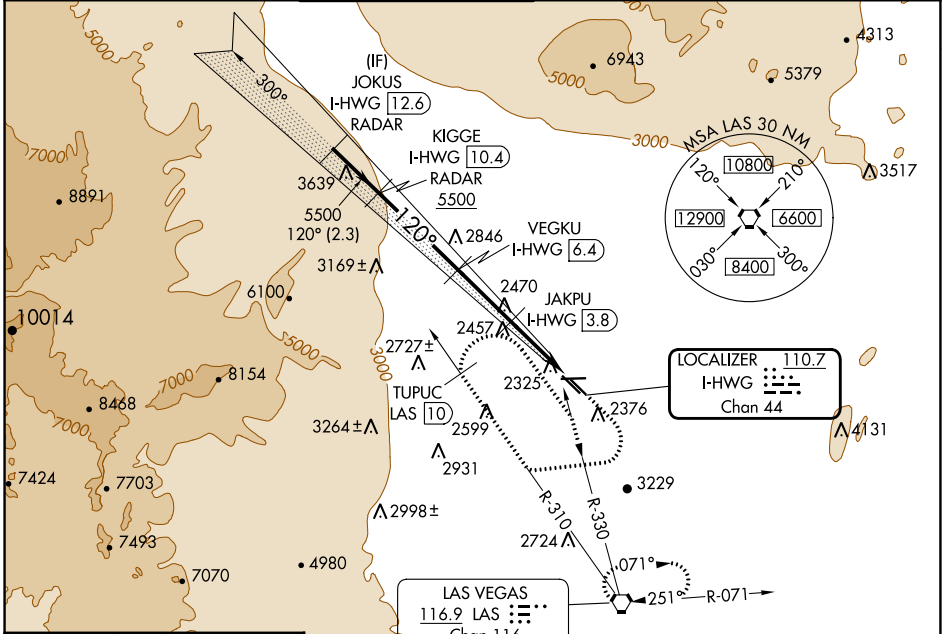 5000
300°
(IF)
JOKUS
I-HWG 12.6
RADAR
KIGGE
I-HWG 10.4
RADAR
5500
6943
5000
4313
5379
3000
3517
MSA LAS 30 NM
120°
10800
210°
12900
6600
030°
8400
300°
7000
8891
3639
5500
120° (2.3)
120°
2846
VEGKU
I-HWG 6.4
3169±
6100
2470
JAKPU
I-HWG 3.8
2457
10014
5000
3000
2727±
TUPUC
LAS 10
2325
LOCALIZER 110.7
I-HWG
Chan 44
7000
8154
8468
7000
2599
2376
3264±
2931
4131
7424
7703
3229
R-310
R-330
2998±
7493
2724
4980
7070
071°
251°
R-071
LAS VEGAS
116.9 LAS
Chan 116